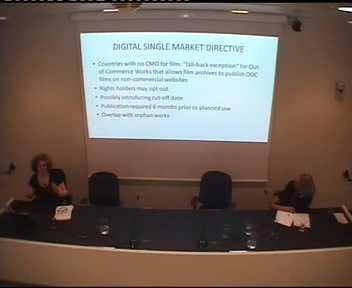 DIGITAL SINGLE MARKET DIRECTIVE
• Countries with no CMO for film: "fall-back exception" for Out-
of-Commerce Works that allows film archives to publish OOC
films on non-commercial websites
• Rights holders may opt out
• Possibly introducing cut-off date
• Publication required 6 months prior to planned use
• Overlap with orphan works